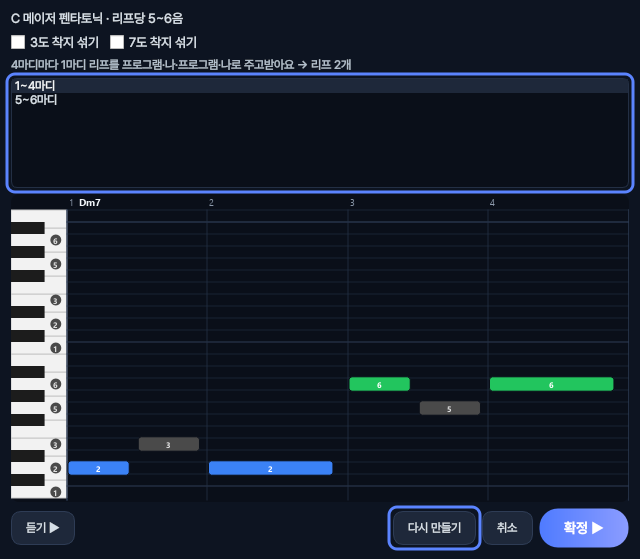 C 메이저 펜타토닉 · 리프당 5~6음
3도 착지 섞기 7도 착지 섞기
4마디마다 1마디 리프를 프로그램·나·프로그램·나로 주고받아요 → 리프 2개
1~4마디
5~6마디
1 Dm7 2 3 4
6
5
3
2
1
6 6 6
5 5
3 3
2 2 2
1
듣기 ▶ 다시 만들기 취소 확정 ▶